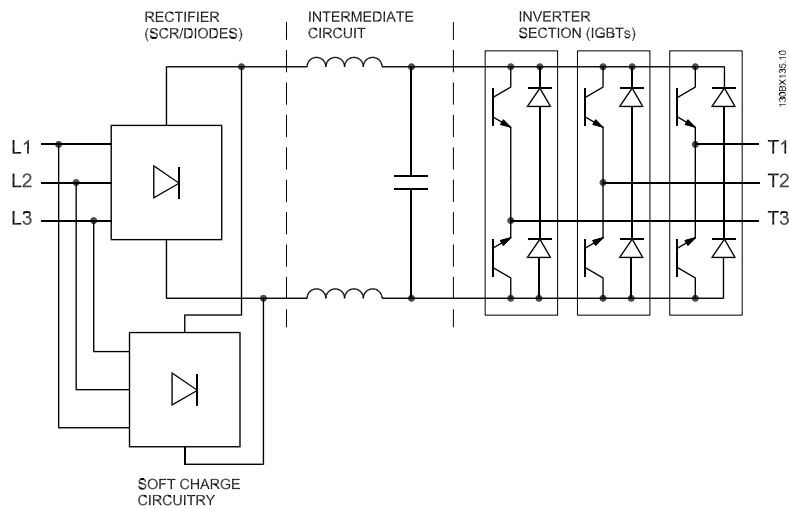 RECTIFIER
(SCR/DIODES)
INTERMEDIATE
CIRCUIT
INVERTER
SECTION (IGBTs)
130BX135.10
L1
L2
L3
T1
T2
T3
SOFT CHARGE
CIRCUITRY